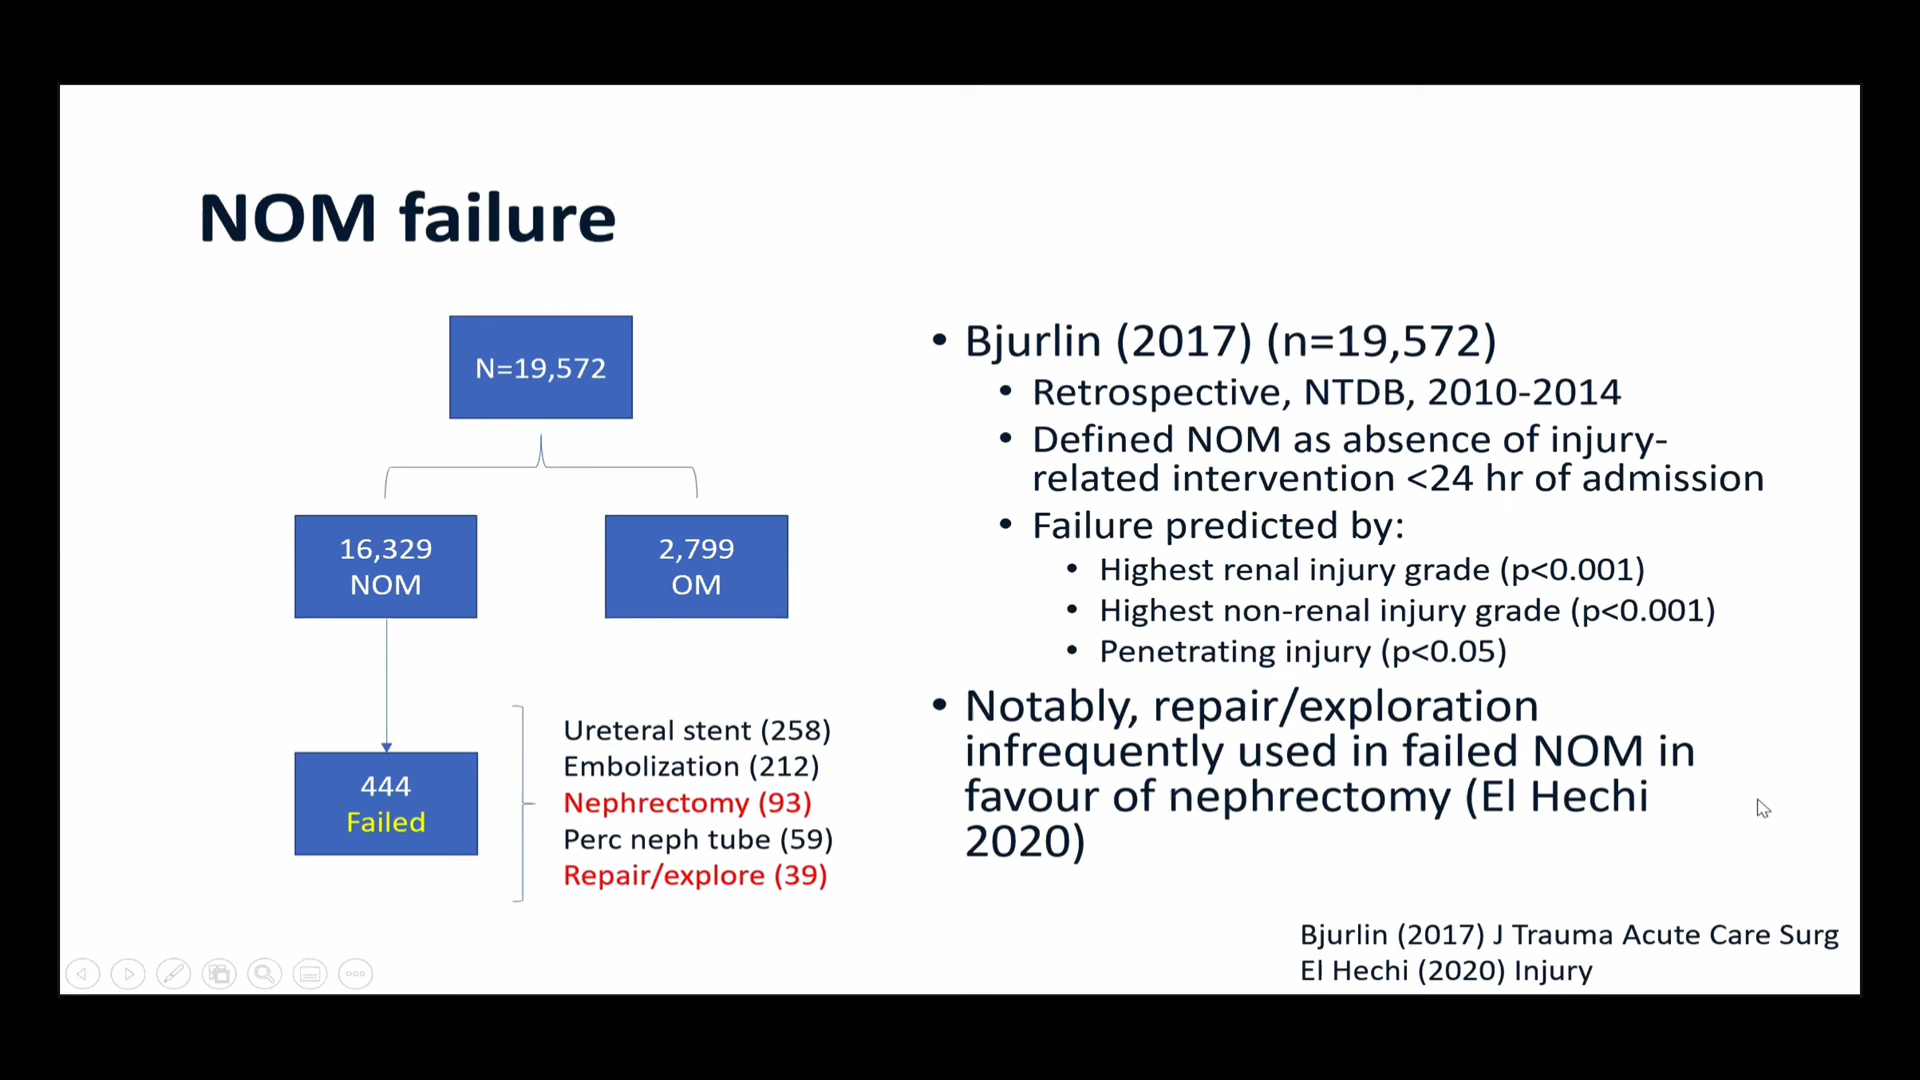 NOM failure
N=19,572
16,329
NOM
2,799
OM
444
Failed
Ureteral stent (258)
Embolization (212)
Nephrectomy (93)
Perc neph tube (59)
Repair/explore (39)
• Bjurlin (2017) (n=19,572)
• Retrospective, NTDB, 2010-2014
• Defined NOM as absence of injury-
related intervention <24 hr of admission
• Failure predicted by:
• Highest renal injury grade (p<0.001)
• Highest non-renal injury grade (p<0.001)
• Penetrating injury (p<0.05)
• Notably, repair/exploration
infrequently used in failed NOM in
favour of nephrectomy (El Hechi
2020)
Bjurlin (2017) J Trauma Acute Care Surg
El Hechi (2020) Injury